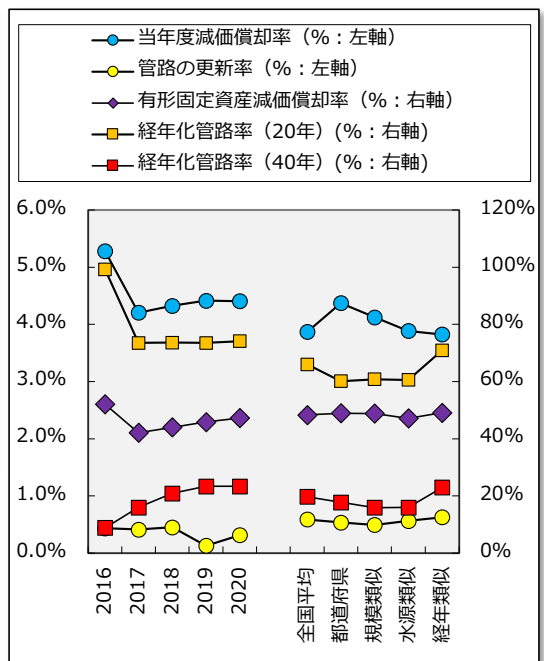 当年度減価償却率（%：左軸）
管路の更新率（%：左軸）
有形固定資産減価償却率（%：右軸）
経年化管路率（20年）(%：右軸)
経年化管路率（40年）(%：右軸)
6.0% 120%
5.0% 100%
4.0% 80%
3.0% 60%
2.0% 40%
1.0% 20%
0.0% 0%
2016
2017
2018
2019
2020
全国平均
都道府県
規模類似
水源類似
経年類似